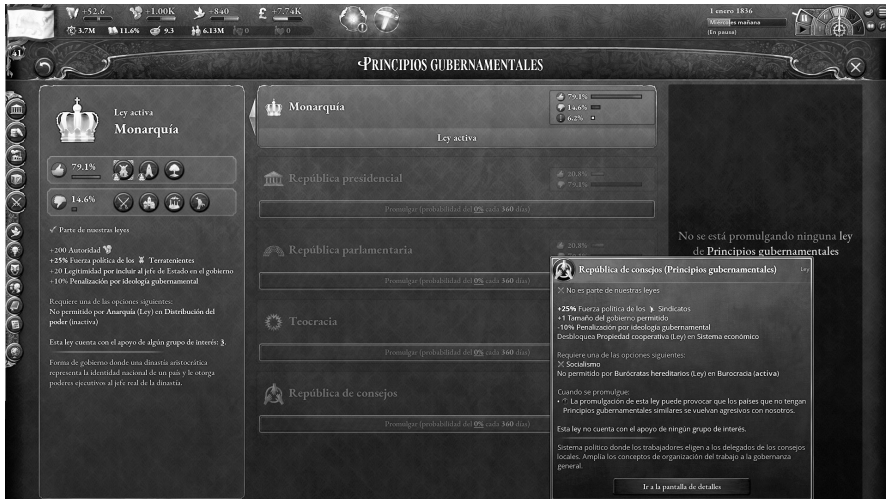 +52.6 +1.00K +840 £ +7.74K
3.7M 11.6% 9.3 6.13M 0 0
1 enero 1836
Miércoles mañana
(En pausa)
41
PRINCIPIOS GUBERNAMENTALES
Ley activa
Monarquía
79.1%
14.6%
✓ Parte de nuestras leyes
+200 Autoridad
+25% Fuerza política de los Terratenientes
+20 Legitimidad por incluir al jefe de Estado en el gobierno
+10% Penalización por ideología gubernamental
Requiere una de las opciones siguientes:
No permitido por Anarquía (Ley) en Distribución del
poder (inactiva)
Esta ley cuenta con el apoyo de algún grupo de interés: 3.
Forma de gobierno donde una dinastía aristocrática
representa la identidad nacional de un país y le otorga
poderes ejecutivos al jefe real de la dinastía.
Monarquía
79.1%
14.6%
6.2%
Ley activa
República presidencial
20.8%
79.1%
Promulgar (probabilidad del 0% cada 360 días)
República parlamentaria
20.8%
Promulgar (probabilidad del 0% cada 360 días)
Teocracia
Promulgar (probabilidad del 0% cada 360 días)
República de consejos
Promulgar (probabilidad del 0% cada 360 días)
No se está promulgando ninguna ley
de Principios gubernamentales
República de consejos (Principios gubernamentales) Ley
No es parte de nuestras leyes
+25% Fuerza política de los Sindicatos
+1 Tamaño del gobierno permitido
-10% Penalización por ideología gubernamental
Desbloquea Propiedad cooperativa (Ley) en Sistema económico
Requiere una de las opciones siguientes:
Socialismo
No permitido por Burócratas hereditarios (Ley) en Burocracia (activa)
Cuando se promulgue:
• La promulgación de esta ley puede provocar que los países que no tengan
Principios gubernamentales similares se vuelvan agresivos con nosotros.
Esta ley no cuenta con el apoyo de ningún grupo de interés.
Sistema político donde los trabajadores eligen a los delegados de los consejos
locales. Amplía los conceptos de organización del trabajo a la gobernanza
general.
Ir a la pantalla de detalles